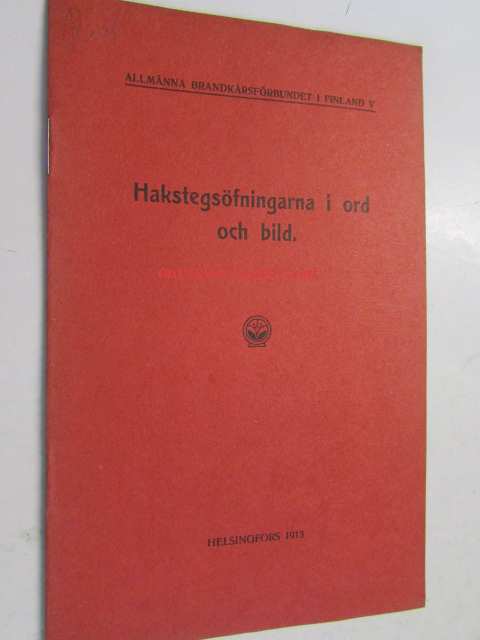 ALLMÄNNA BRANDKÅRSFÖRBUNDET I FINLAND V
Hakstegsöfningarna i ord
och bild.
HELSINGFORS 1913